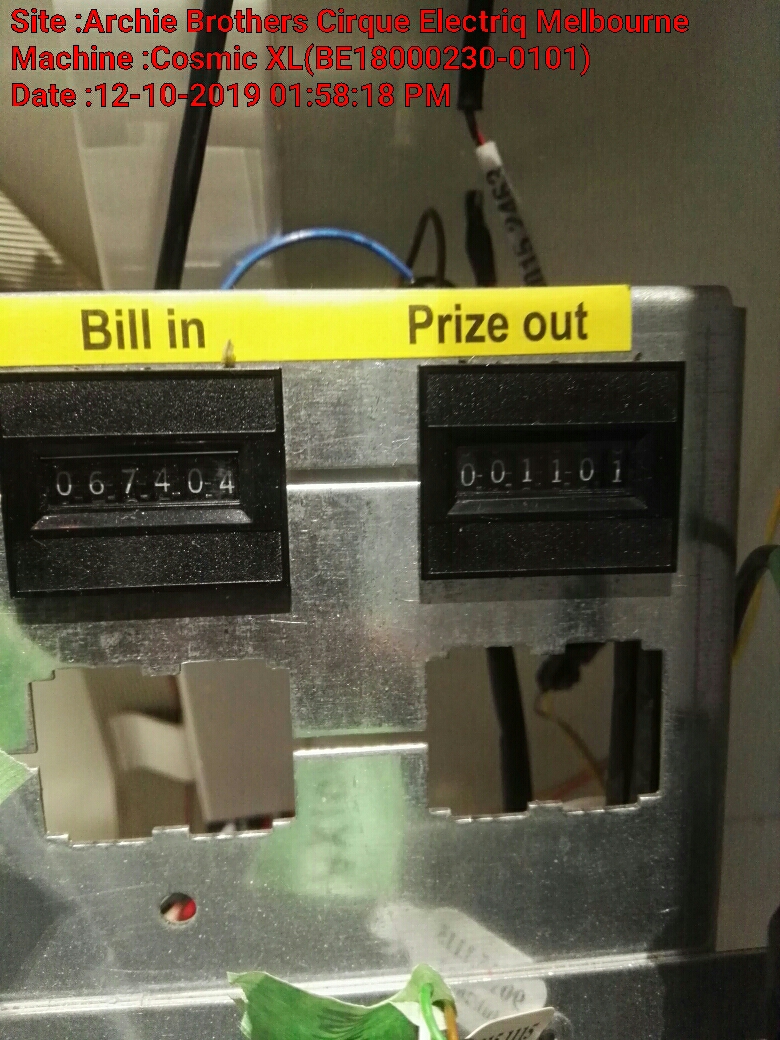 Site :Archie Brothers Cirque Electriq Melbourne
Machine :Cosmic XL(BE18000230-0101)
Date :12-10-2019 01:58:18 PM
Bill in
Prize out
067404
001101